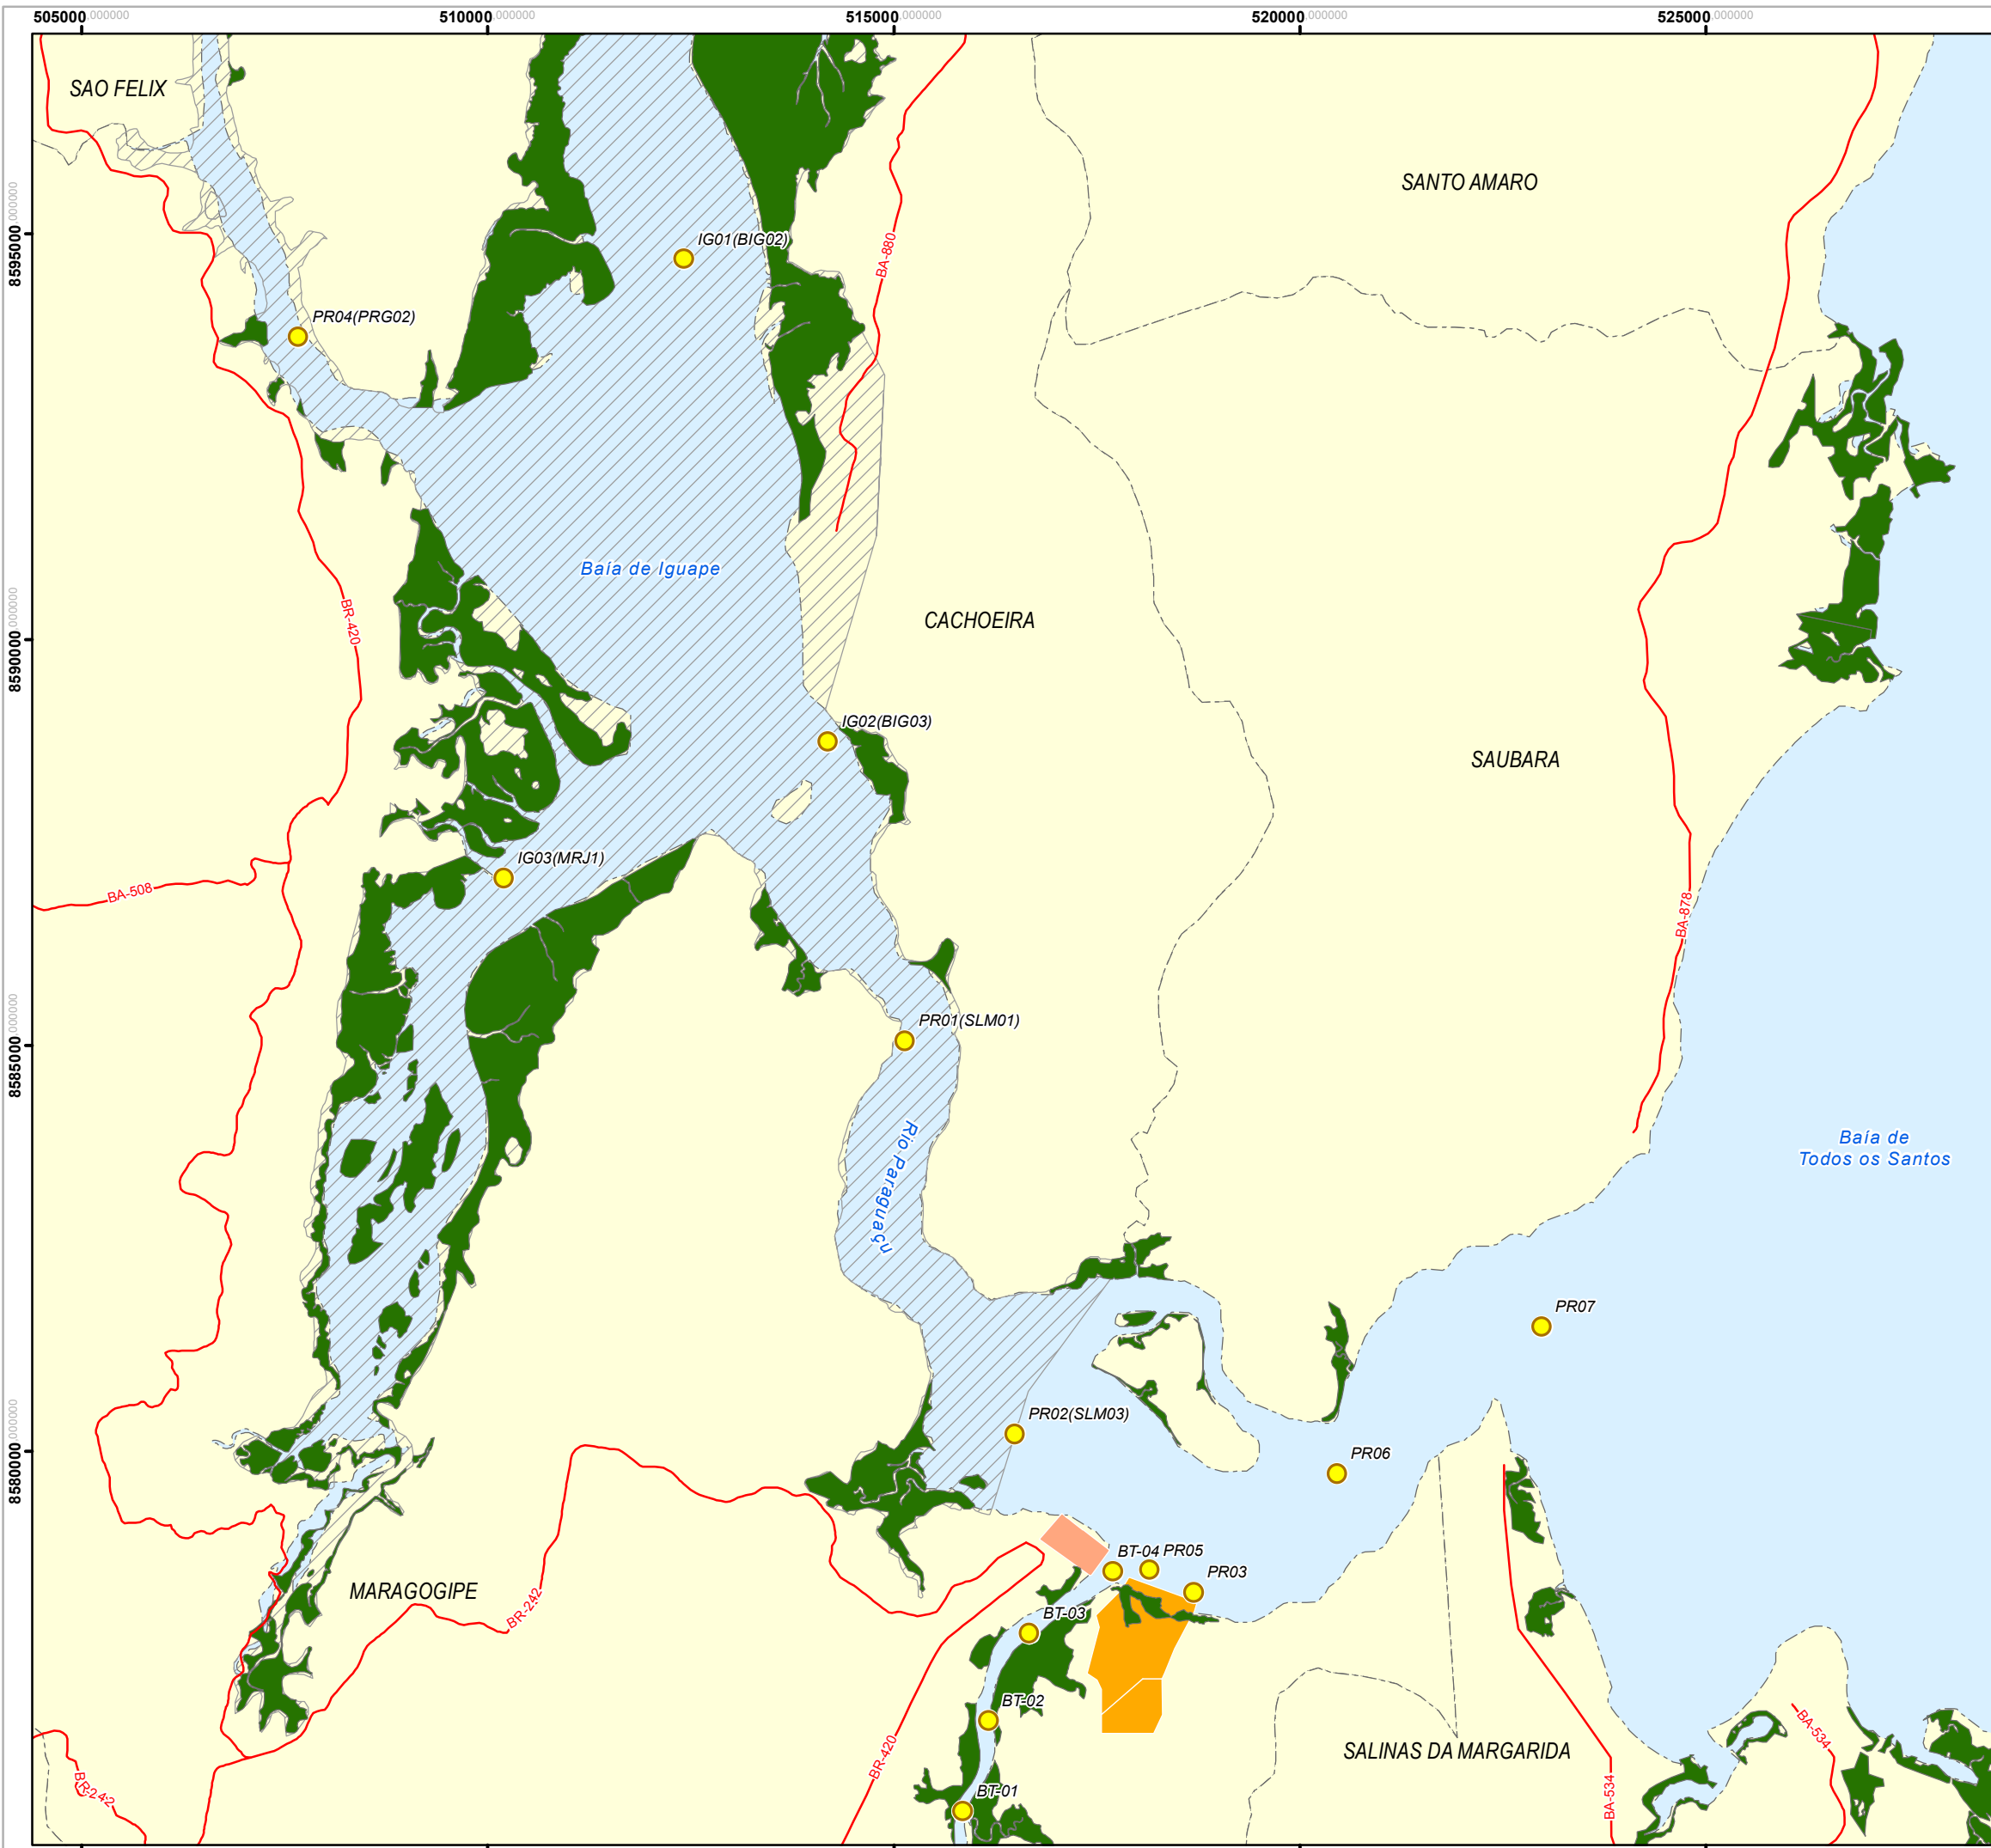 505000.000000 510000.000000 515000.000000 520000.000000 525000.000000
SAO FELIX
SANTO AMARO
8595000.000000
IG01(BIG02)
BA-880
PR04(PRG02)
Baía de Iguape
BR-420
CACHOEIRA
8590000.000000
IG02(BIG03)
SAUBARA
IG03(MRJ1)
BA-508
BA-878
PR01(SLM01)
8585000.000000
Rio Paraguaçu
Baía de
Todos os Santos
PR07
PR02(SLM03)
PR06
8580000.000000
BT-04 PR05
PR03
MARAGOGIPE
BR-242
BT-03
BT-02
SALINAS DA MARGARIDA
BA-534
BR-420
BR-242
BT-01
BA-534